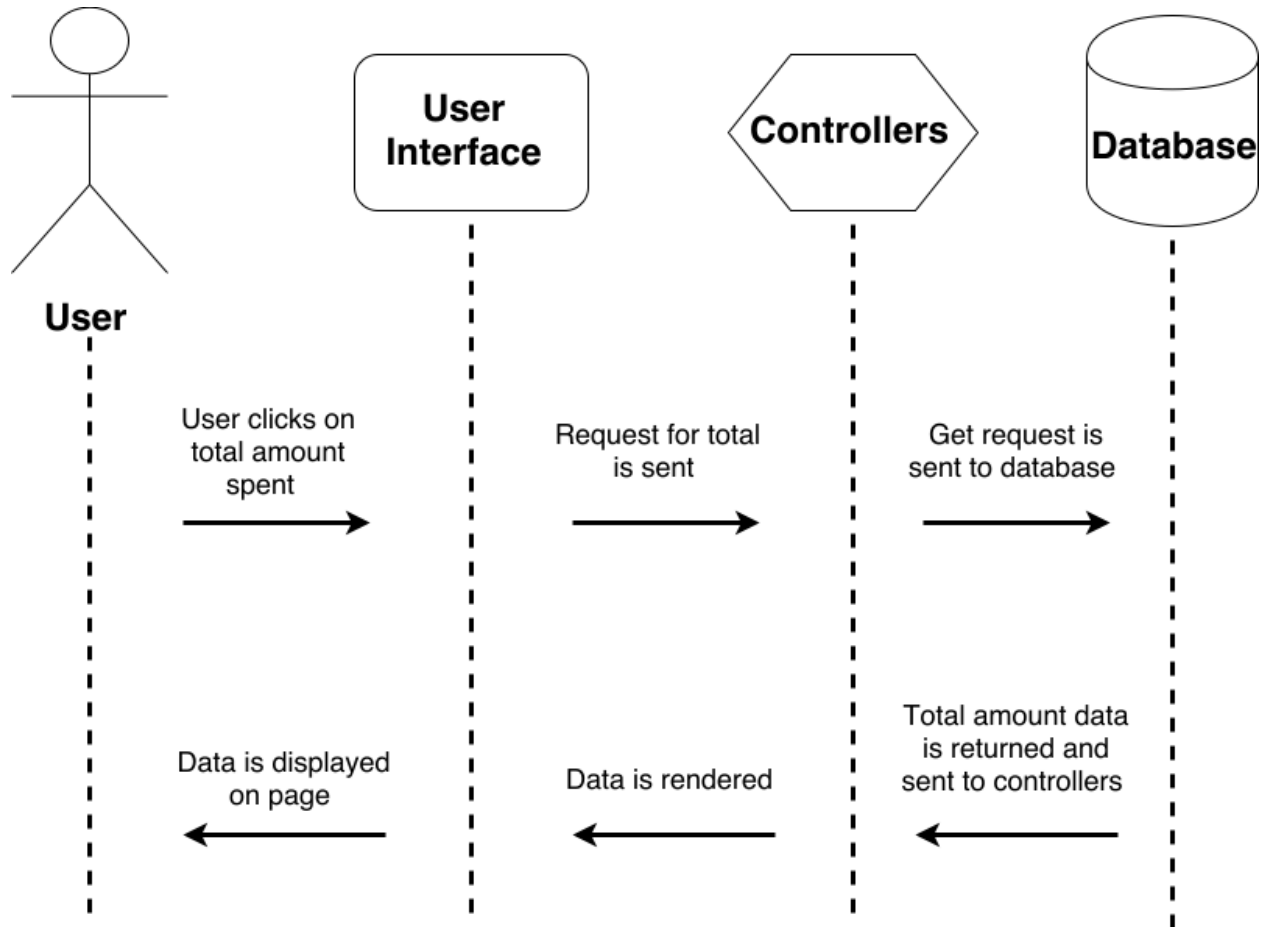 User
Interface
Controllers
Database
User
User clicks on
total amount
spent
Request for total
is sent
Get request is
sent to database
Data is displayed
on page
Data is rendered
Total amount data
is returned and
sent to controllers